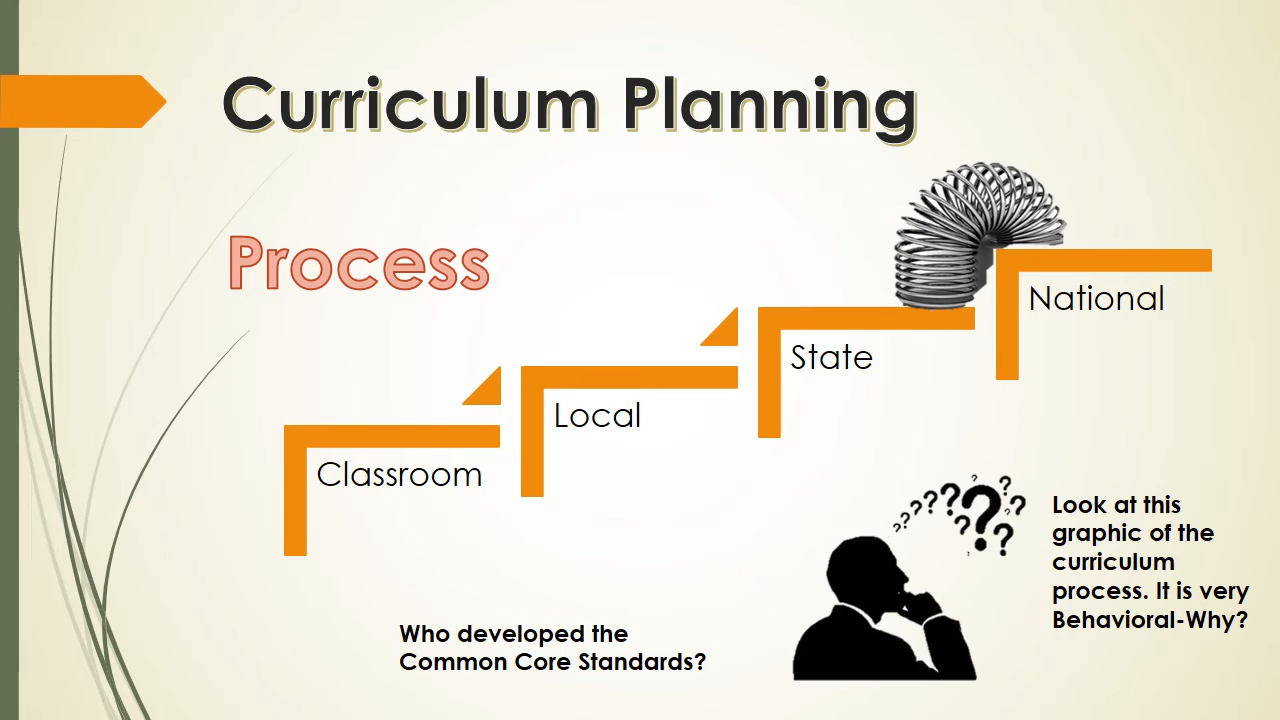 Curriculum Planning
Process
National
State
Local
Classroom
Look at this
graphic of the
curriculum
process. It is very
Behavioral-Why?
Who developed the
Common Core Standards?